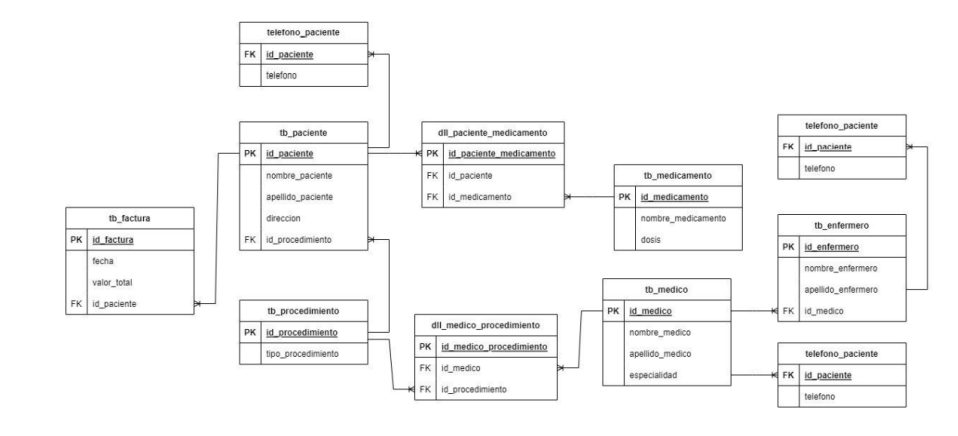 telefono_paciente
FK id_paciente
telefono
tb_paciente
PK id_paciente
nombre_paciente
apellido_paciente
direccion
FK id_procedimiento
dll_paciente_medicamento
PK id_paciente_medicamento
FK id_paciente
FK id_medicamento
tb_medicamento
PK id_medicamento
nombre_medicamento
dosis
tb_factura
PK id_factura
fecha
valor_total
FK id_paciente
tb_procedimiento
PK id_procedimiento
tipo_procedimiento
dll_medico_procedimiento
PK id_medico_procedimiento
FK id_medico
FK id_procedimiento
tb_medico
PK id_medico
nombre_medico
apellido_medico
especialidad
telefono_paciente
FK id_paciente
telefono
tb_enfermero
PK id_enfermero
nombre_enfermero
apellido_enfermero
FK id_medico
telefono_paciente
FK id_paciente
telefono